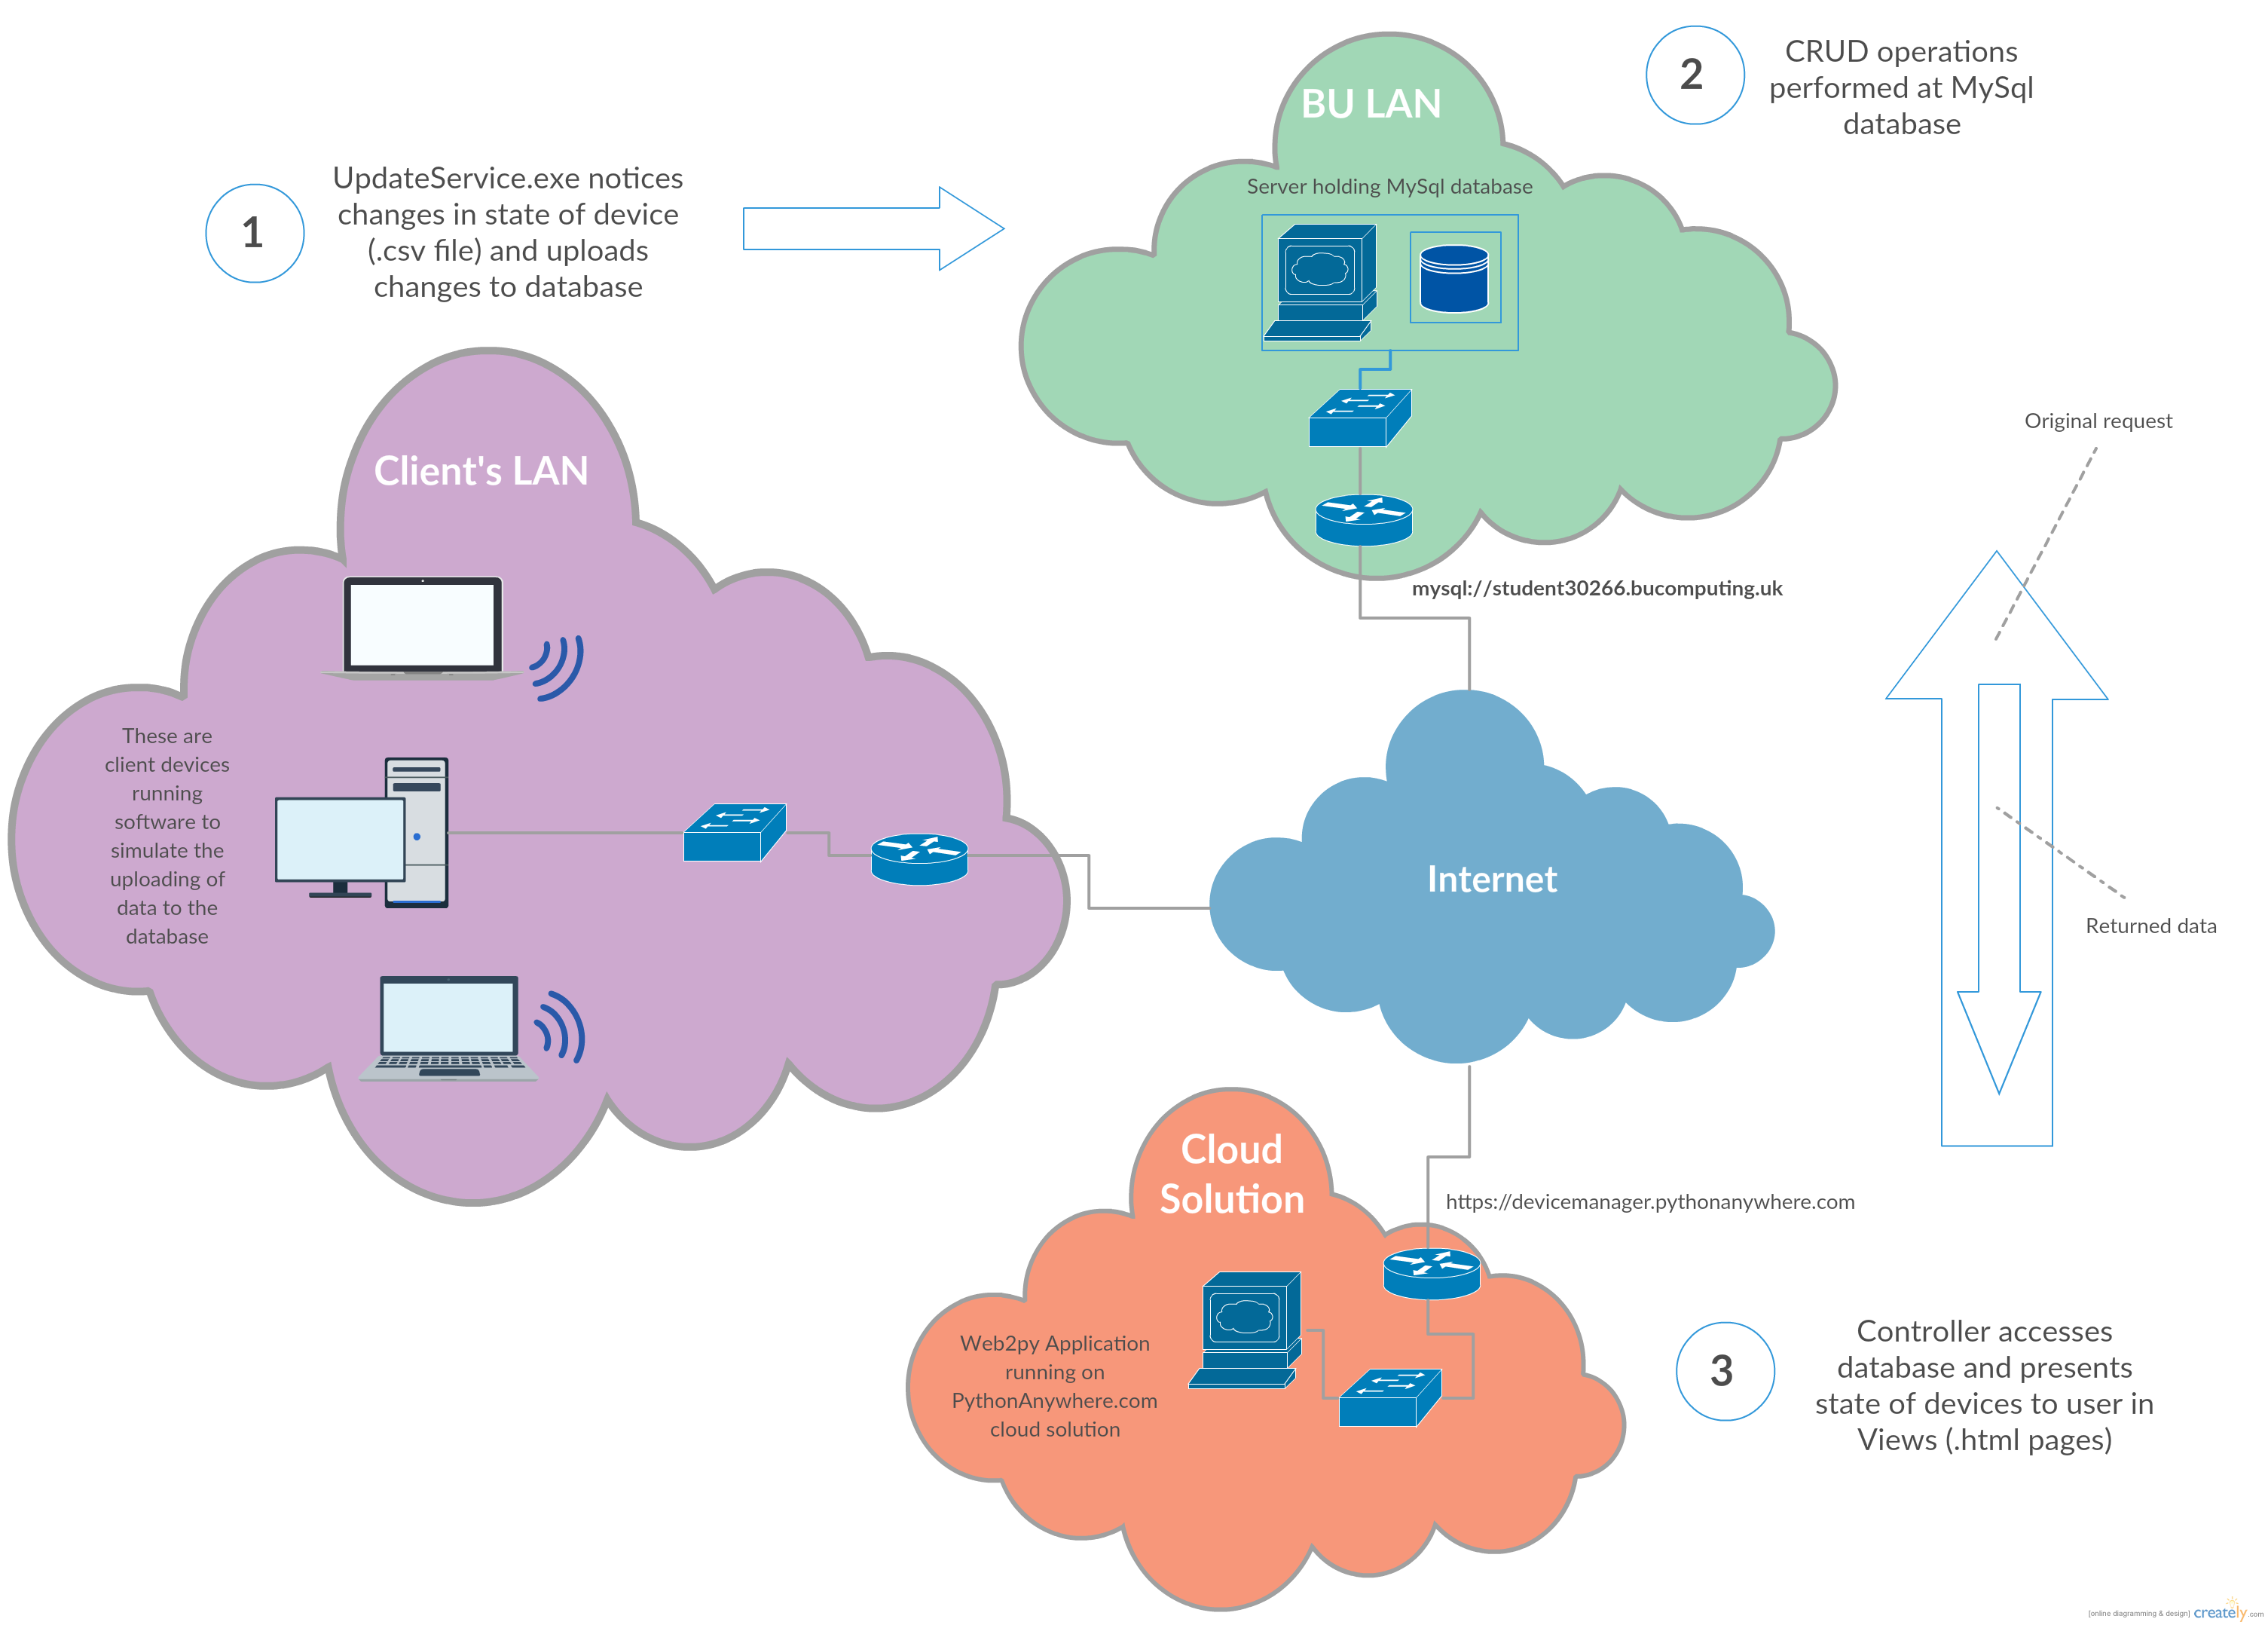 1
UpdateService.exe notices
changes in state of device
(.csv file) and uploads
changes to database
BU LAN
Server holding MySql database
2
CRUD operations
performed at MySql
database
Client's LAN
These are
client devices
running
software to
simulate the
uploading of
data to the
database
mysql://student30266.bucomputing.uk
Internet
Original request
Returned data
Cloud
Solution
https://devicemanager.pythonanywhere.com
Web2py Application
running on
PythonAnywhere.com
cloud solution
3
Controller accesses
database and presents
state of devices to user in
Views (.html pages)
[online diagramming & design] creately.com